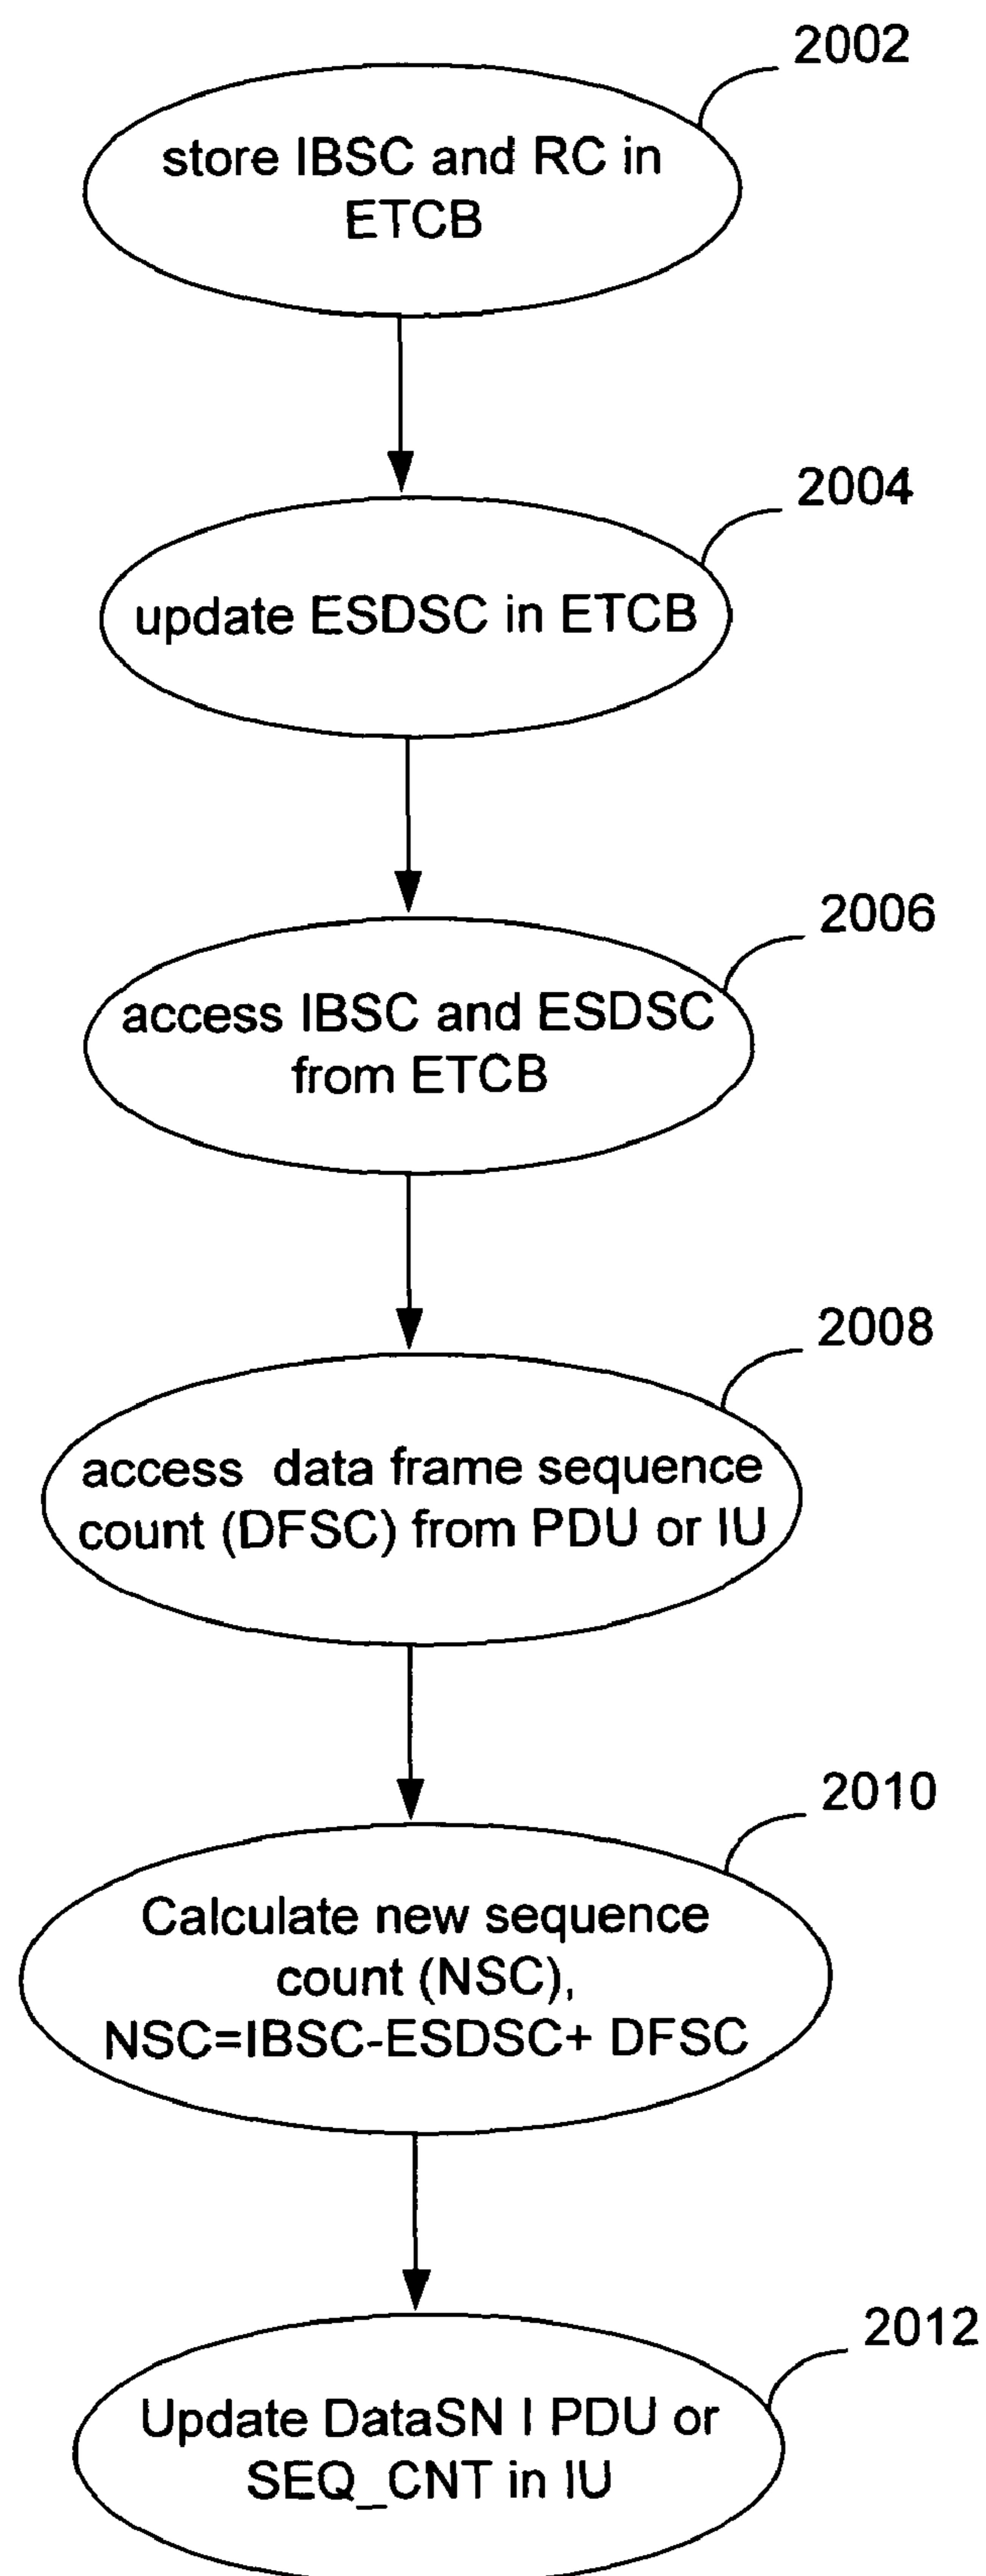 2002
store IBSC and RC in
ETCB
2004
update ESDSC in ETCB
2006
access IBSC and ESDSC
from ETCB
2008
access data frame sequence
count (DFSC) from PDU or IU
2010
Calculate new sequence
count (NSC),
NSC=IBSC-ESDSC+ DFSC
2012
Update DataSN I PDU or
SEQ_CNT in IU